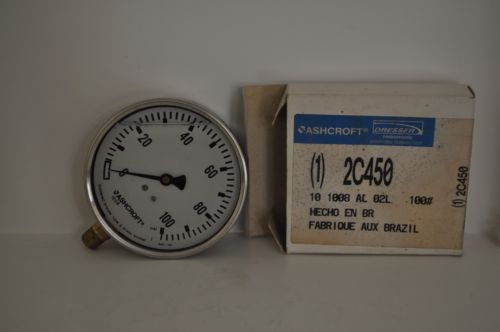 20
40
60
80
100
ASHCROFT®
ASHCROFT® DRESSER
(1) 2C450
10 1008 AL 02L 100#
HECHO EN BR
FABRIQUE AUX BRAZIL
(1) 2C450